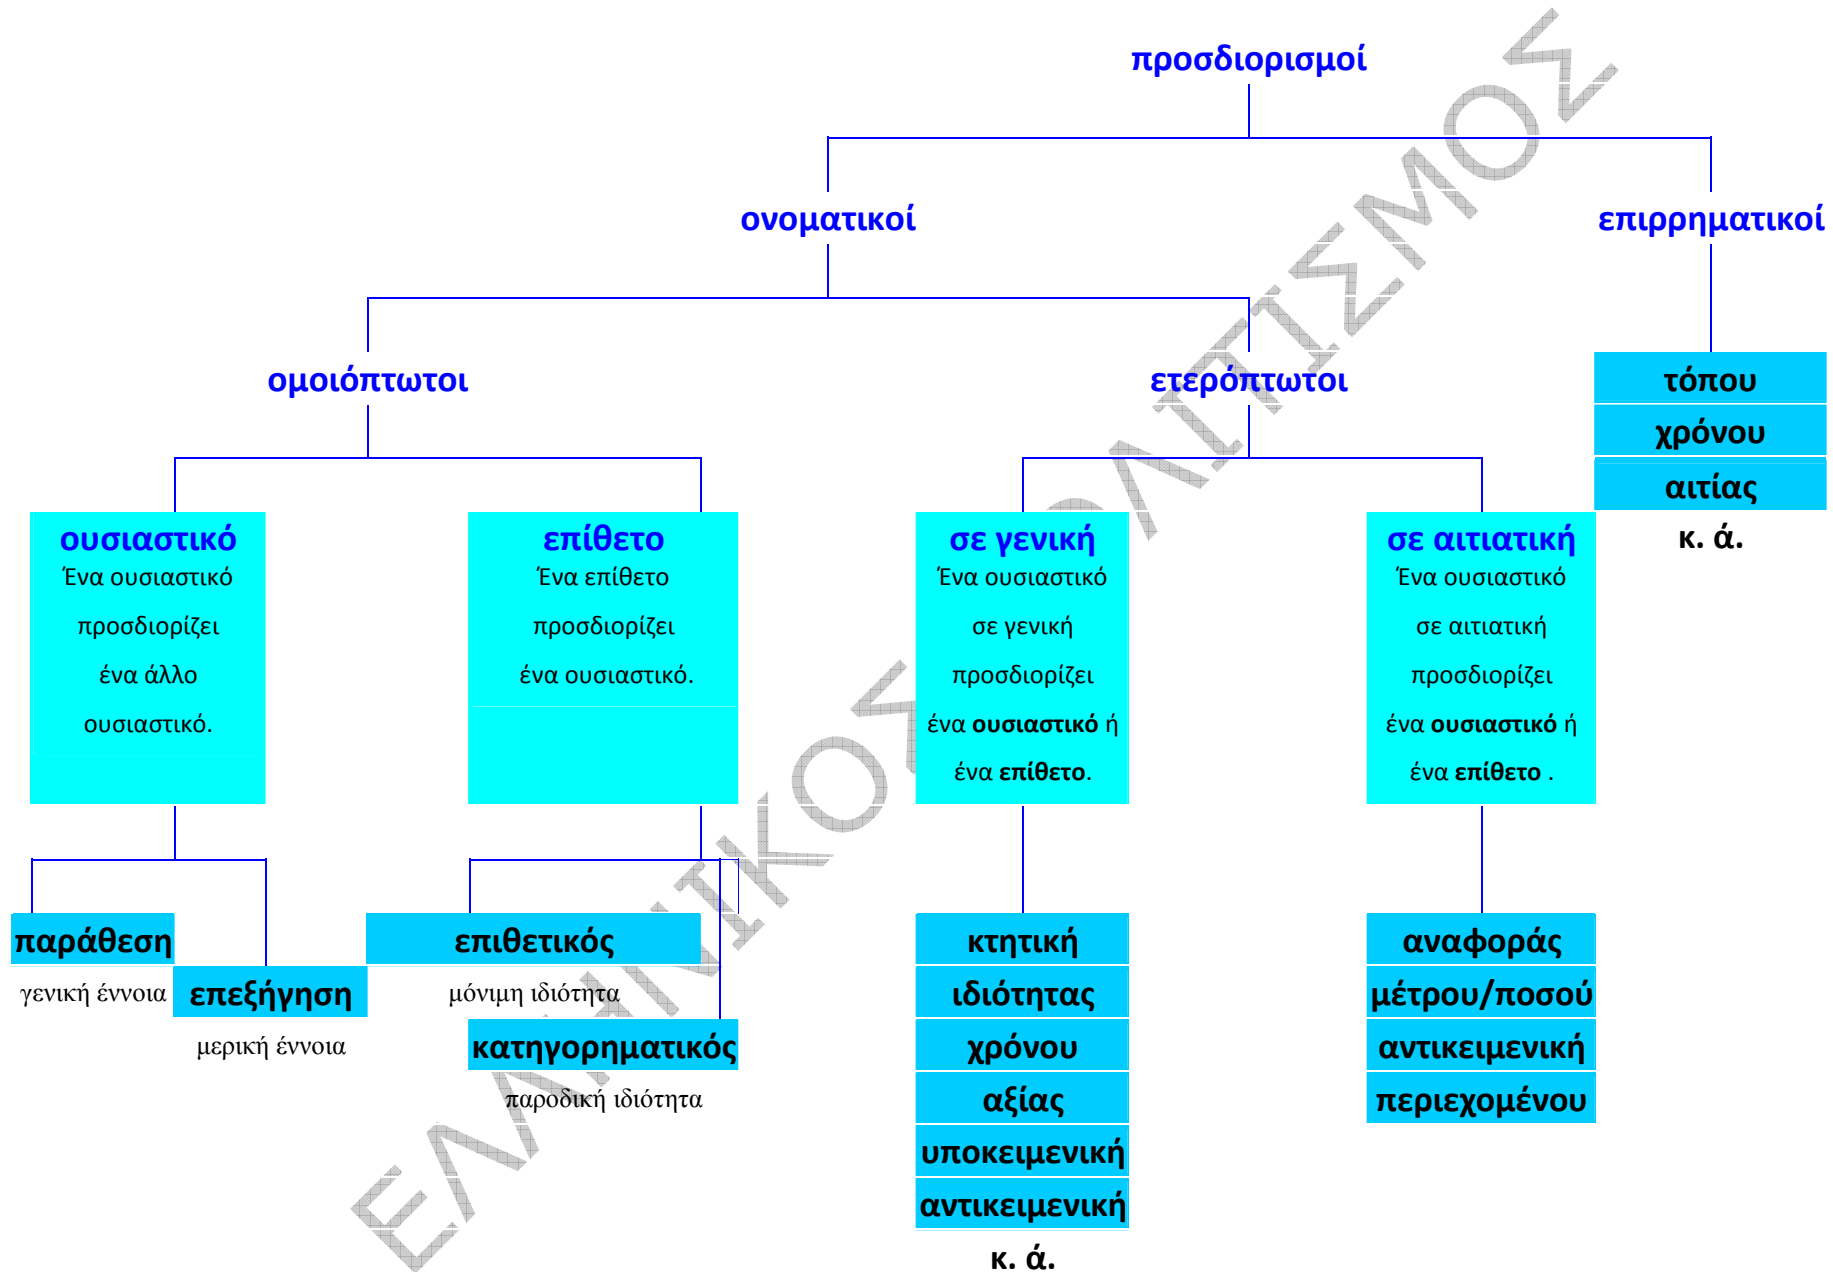 προσδιορισμοί
ονοματικοί
επιρρηματικοί
ομοιόπτωτοι
ετερόπτωτοι
τόπου
χρόνου
αιτίας
κ. ά.
ουσιαστικό
Ένα ουσιαστικό
προσδιορίζει
ένα άλλο
ουσιαστικό.
επίθετο
Ένα επίθετο
προσδιορίζει
ένα ουσιαστικό.
σε γενική
Ένα ουσιαστικό
σε γενική
προσδιορίζει
ένα ουσιαστικό ή
ένα επίθετο.
σε αιτιατική
Ένα ουσιαστικό
σε αιτιατική
προσδιορίζει
ένα ουσιαστικό ή
ένα επίθετο .
παράθεση
γενική έννοια
επεξήγηση
μερική έννοια
επιθετικός
μόνιμη ιδιότητα
κατηγορηματικός
παροδική ιδιότητα
κτητική
ιδιότητας
χρόνου
αξίας
υποκειμενική
αντικειμενική
κ. ά.
αναφοράς
μέτρου/ποσού
αντικειμενική
περιεχομένου
ΕΛΛΗΝΙΚΟΣ ΠΟΛΙΤΙΣΜΟΣ